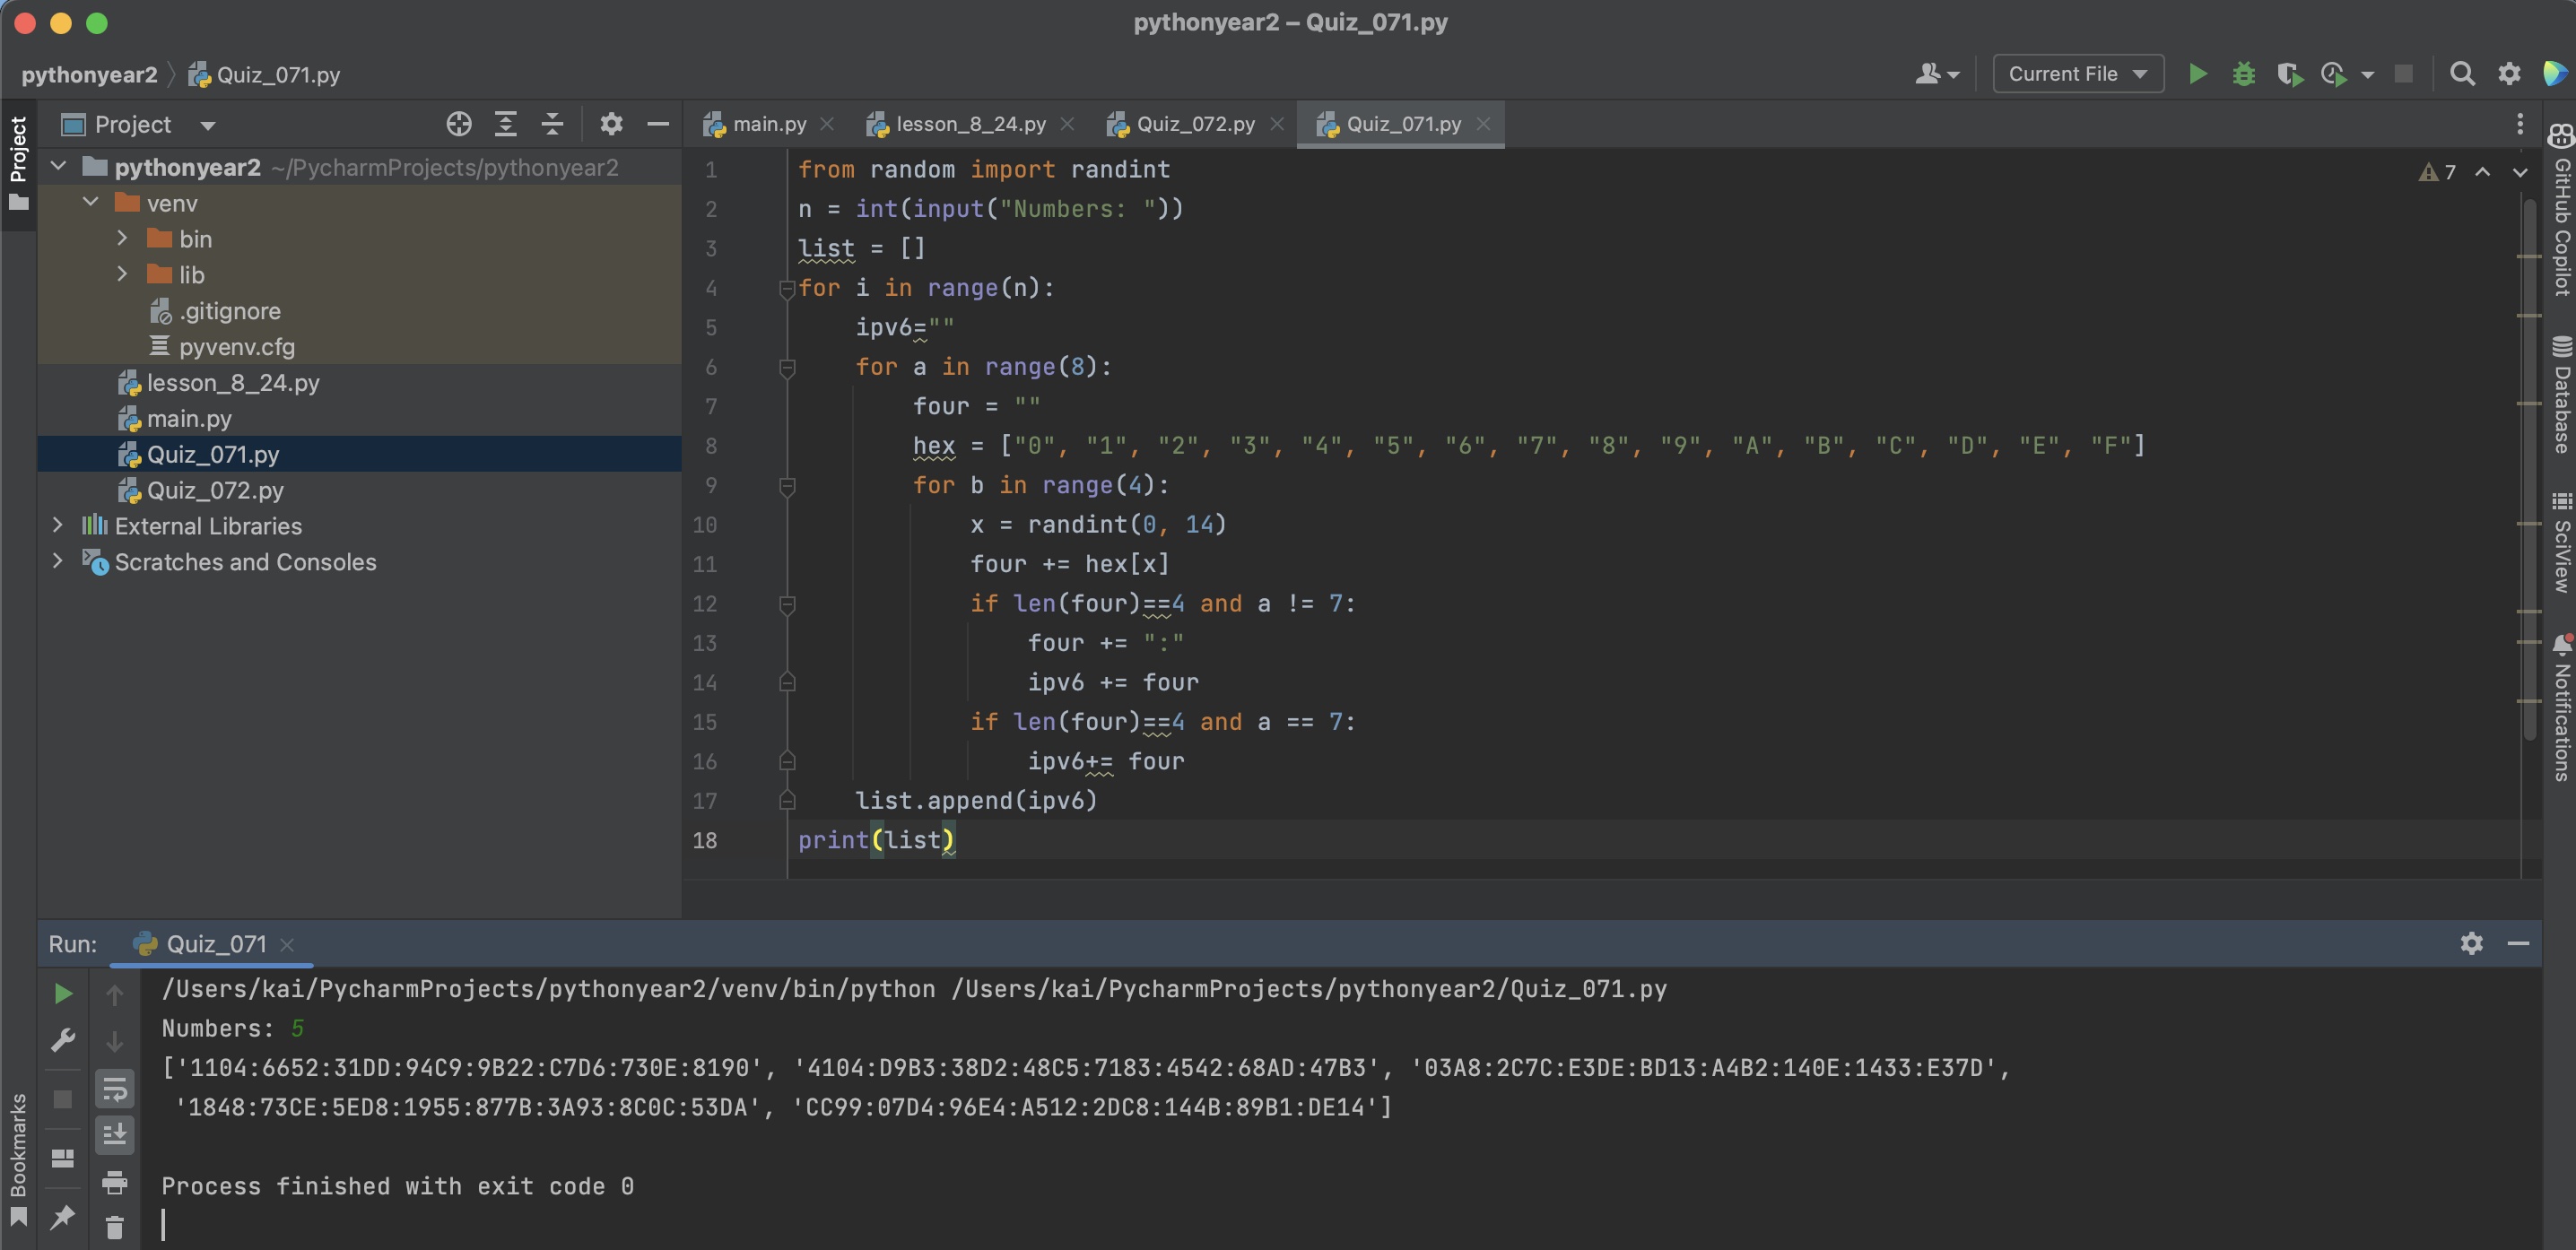 pythonyear2 – Quiz_071.py
pythonyear2 Quiz_071.py Current File
Project
Project
main.py lesson_8_24.py Quiz_072.py Quiz_071.py
pythonyear2 ~/PycharmProjects/pythonyear2
venv
bin
lib
.gitignore
pyvenv.cfg
lesson_8_24.py
main.py
Quiz_071.py
Quiz_072.py
External Libraries
Scratches and Consoles
1 from random import randint
2 n = int(input("Numbers: "))
3 list = []
4 for i in range(n):
5     ipv6=""
6     for a in range(8):
7         four = ""
8         hex = ["0", "1", "2", "3", "4", "5", "6", "7", "8", "9", "A", "B", "C", "D", "E", "F"]
9         for b in range(4):
10             x = randint(0, 14)
11             four += hex[x]
12             if len(four)==4 and a != 7:
13                 four += ":"
14                 ipv6 += four
15             if len(four)==4 and a == 7:
16                 ipv6+= four
17     list.append(ipv6)
18 print(list)
7
GitHub Copilot
Database
SciView
Notifications
Run: Quiz_071
/Users/kai/PycharmProjects/pythonyear2/venv/bin/python /Users/kai/PycharmProjects/pythonyear2/Quiz_071.py
Numbers: 5
['1104:6652:31DD:94C9:9B22:C7D6:730E:8190', '4104:D9B3:38D2:48C5:7183:4542:68AD:47B3', '03A8:2C7C:E3DE:BD13:A4B2:140E:1433:E37D',
'1848:73CE:5ED8:1955:877B:3A93:8C0C:53DA', 'CC99:07D4:96E4:A512:2DC8:144B:89B1:DE14']
Process finished with exit code 0
Bookmarks